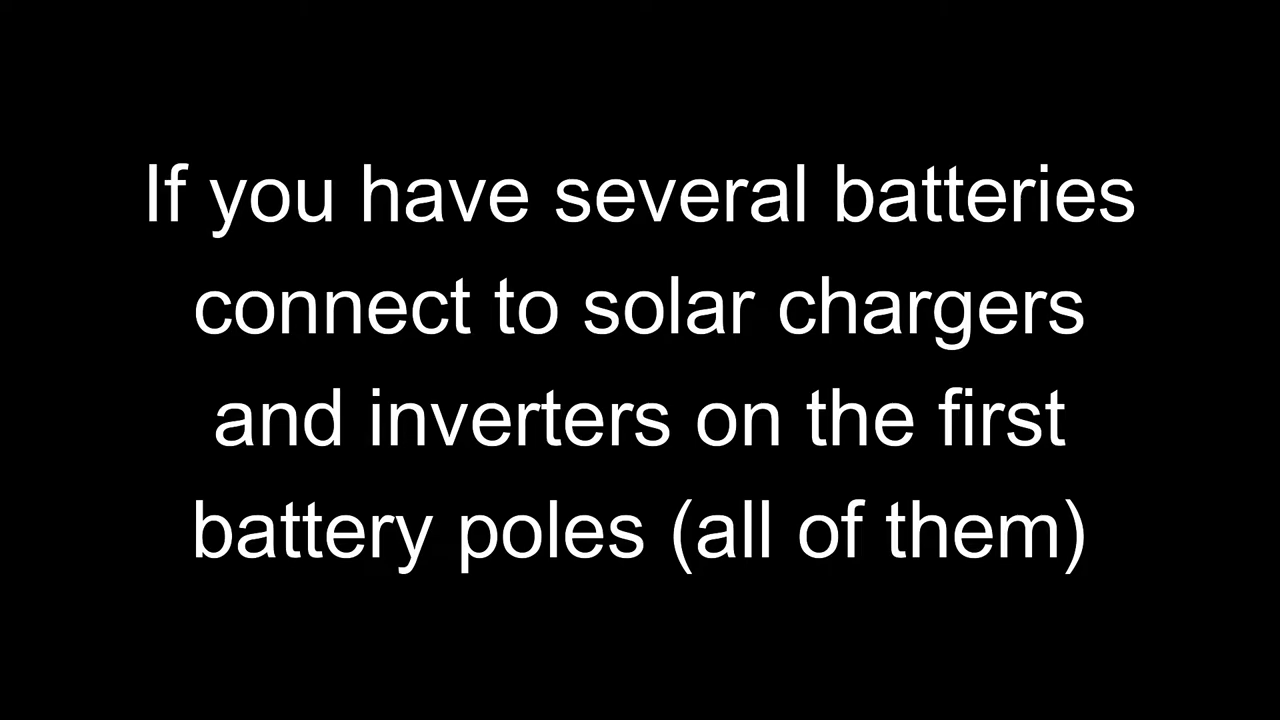 If you have several batteries
connect to solar chargers
and inverters on the first
battery poles (all of them)